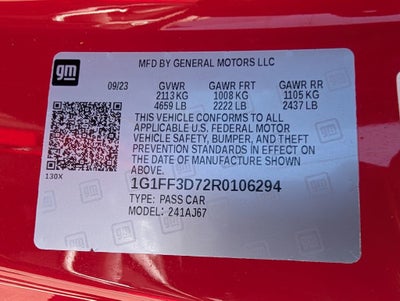 gm
MFD BY GENERAL MOTORS LLC
09/23 GVWR GAWR FRT GAWR RR
2113 KG 1008 KG 1105 KG
4659 LB 2222 LB 2437 LB
THIS VEHICLE CONFORMS TO ALL
APPLICABLE U.S. FEDERAL MOTOR
VEHICLE SAFETY, BUMPER, AND THEFT
PREVENTION STANDARDS IN EFFECT ON
THE DATE OF MANUFACTURE SHOWN
ABOVE.
130X
1G1FF3D72R0106294
TYPE: PASS CAR
MODEL: 241AJ67